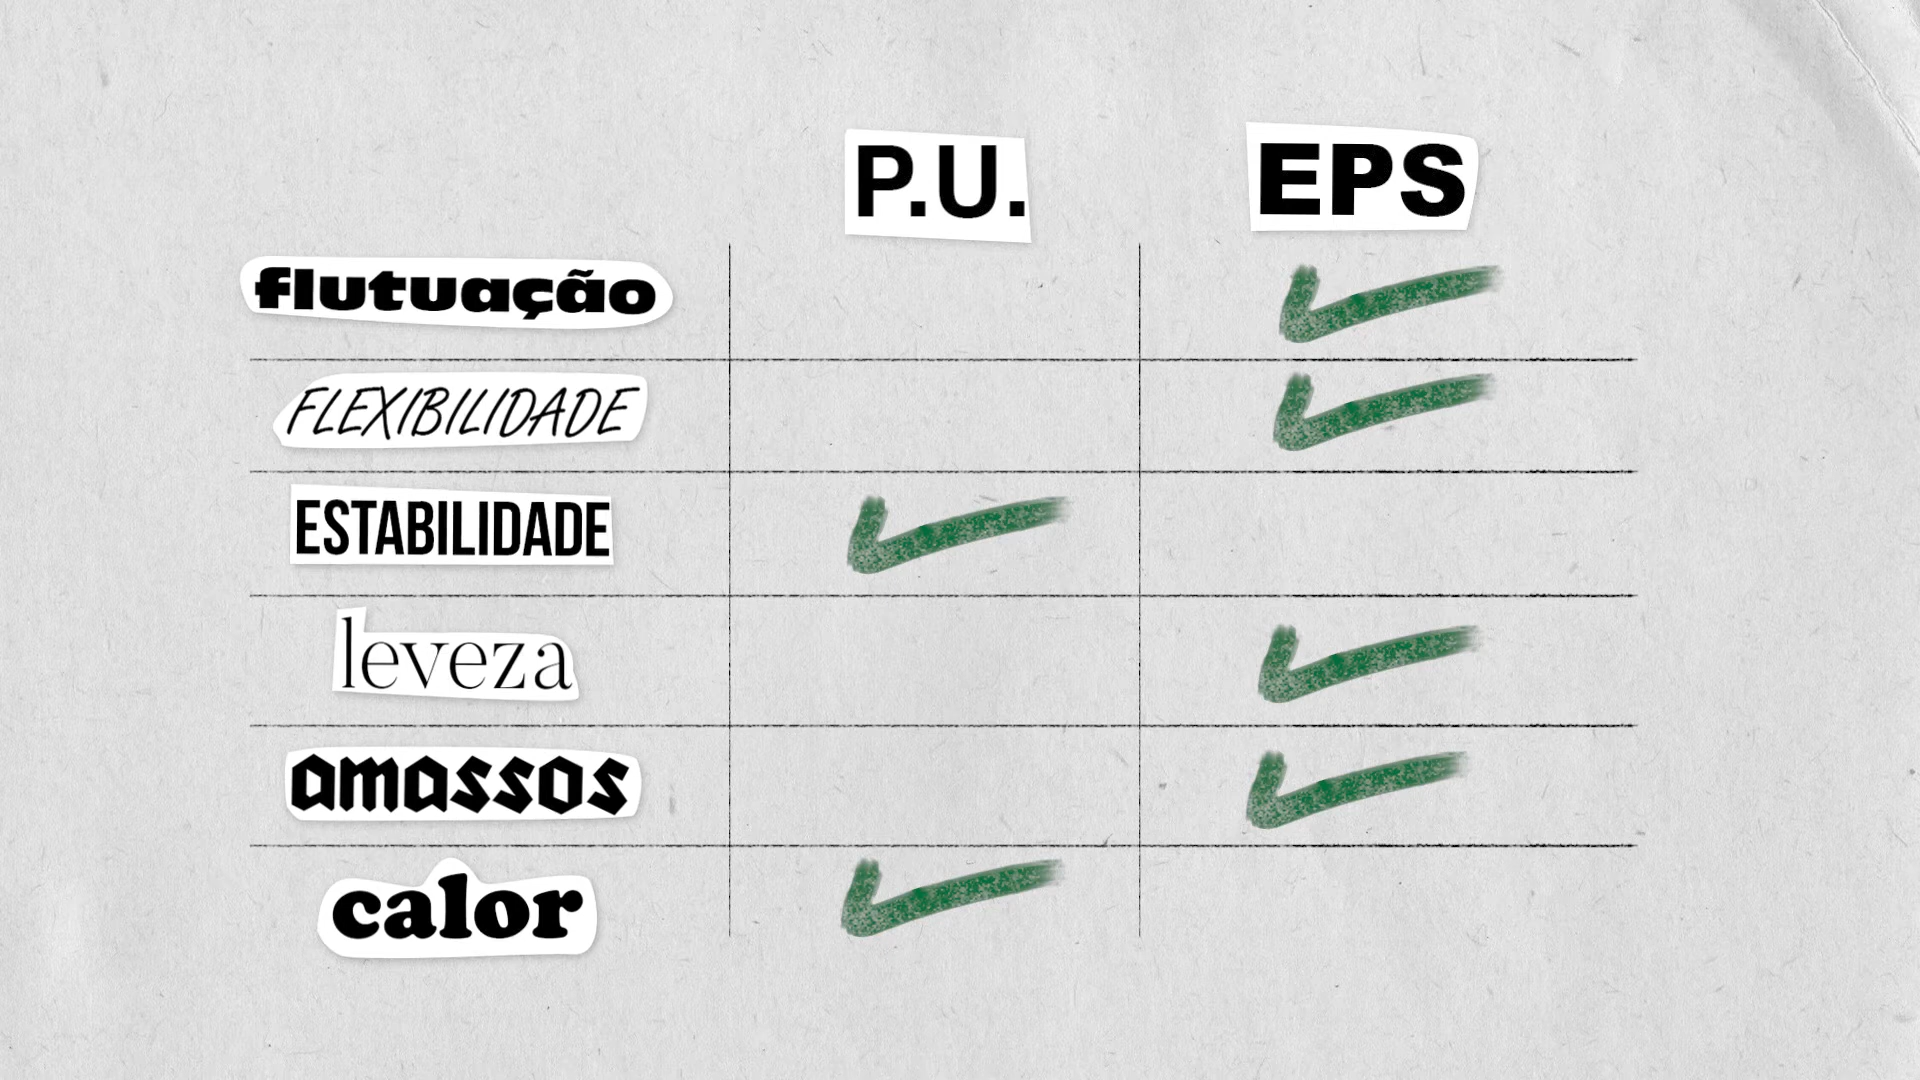 P.U. EPS
flutuação
FLEXIBILIDADE
ESTABILIDADE
leveza
amassos
calor